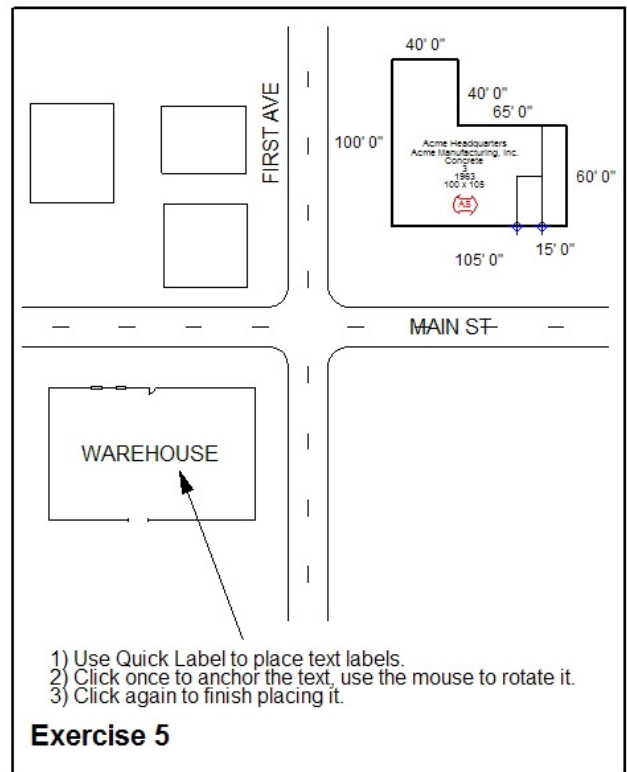 40' 0"
40' 0"
65' 0"
FIRST AVE
100' 0"
Acme Headquarters
Acme Manufacturing, Inc.
Concrete
3
1963
100 x 105
AS
60' 0"
15' 0"
105' 0"
MAIN ST
WAREHOUSE
1) Use Quick Label to place text labels.
2) Click once to anchor the text, use the mouse to rotate it.
3) Click again to finish placing it.
Exercise 5